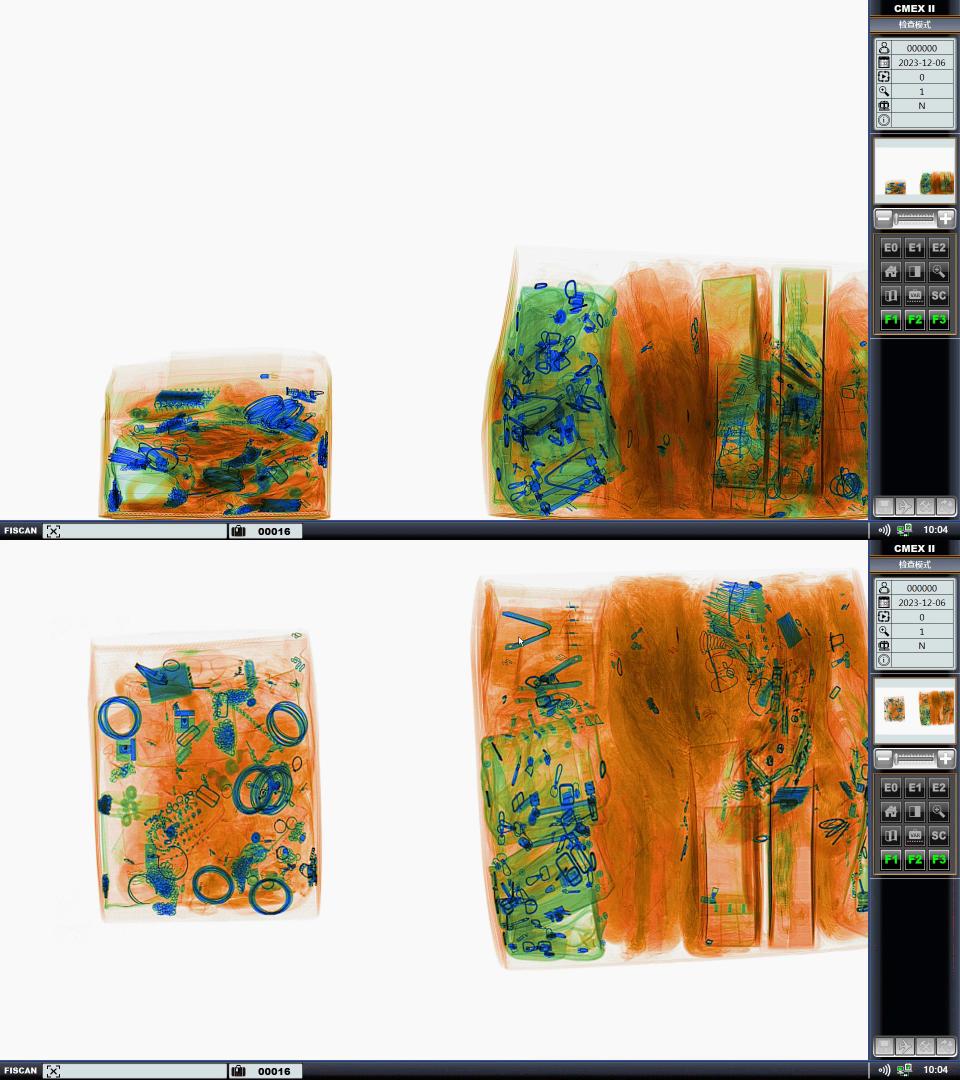 CMEX II
检查模式
000000
2023-12-06
0
1
N
E0 E1 E2
VAR SC
F1 F2 F3
FISCAN 00016 10:04
CMEX II
检查模式
000000
2023-12-06
0
1
N
E0 E1 E2
VAR SC
F1 F2 F3
FISCAN 00016 10:04